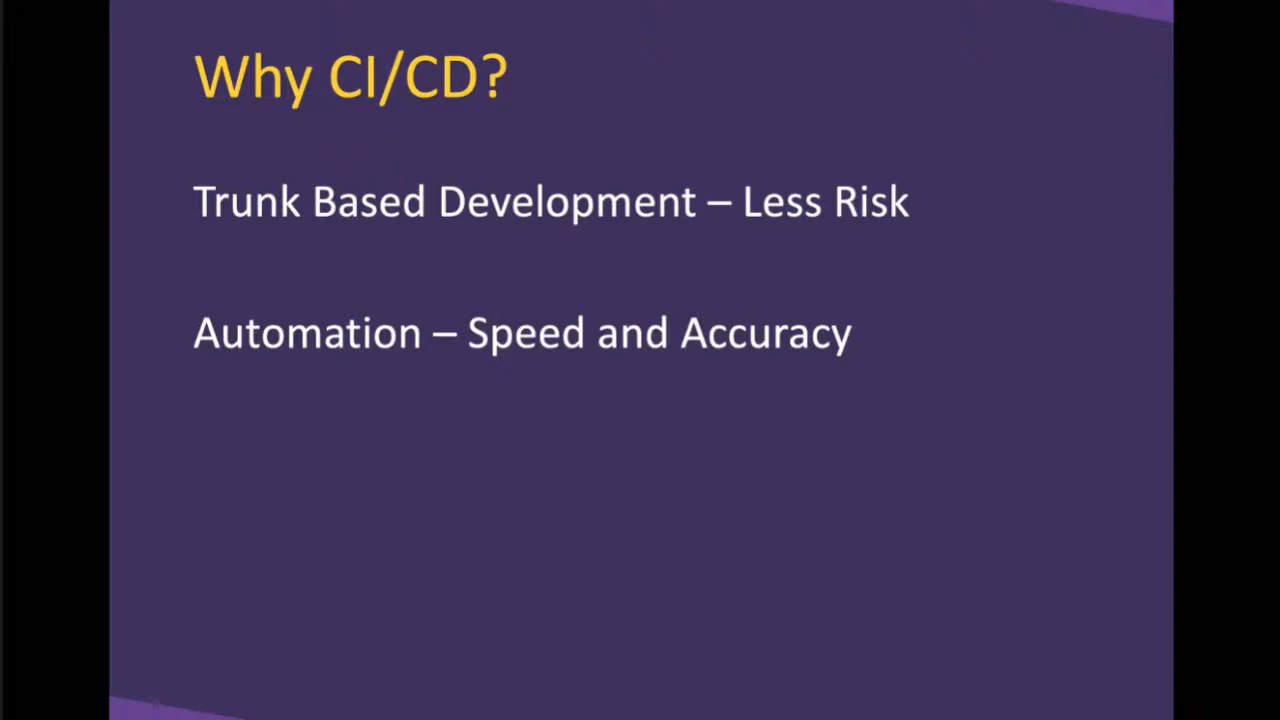 Why CI/CD?
Trunk Based Development – Less Risk
Automation – Speed and Accuracy